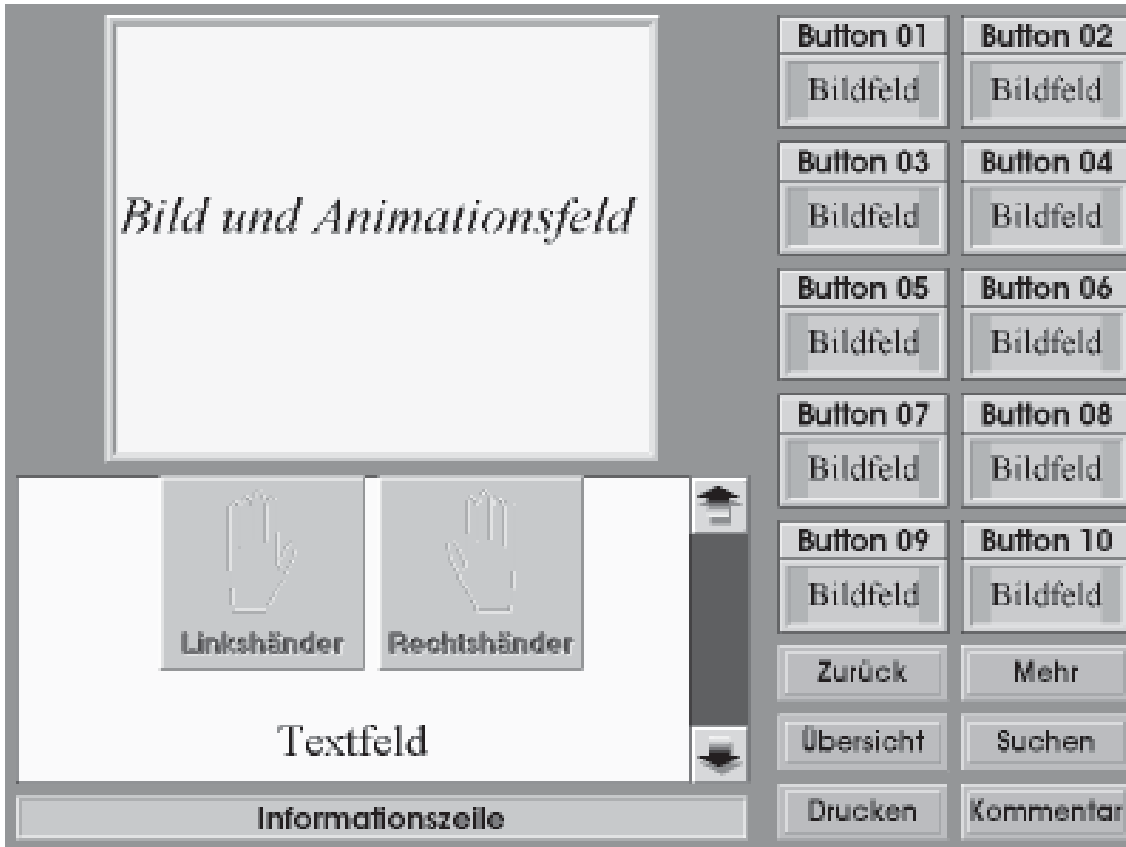 Bild und Animationsfeld
Linkshänder
Rechtshänder
Textfeld
Informationszeile
Button 01
Bildfeld
Button 02
Bildfeld
Button 03
Bildfeld
Button 04
Bildfeld
Button 05
Bildfeld
Button 06
Bildfeld
Button 07
Bildfeld
Button 08
Bildfeld
Button 09
Bildfeld
Button 10
Bildfeld
Zurück
Mehr
Übersicht
Suchen
Drucken
Kommentar